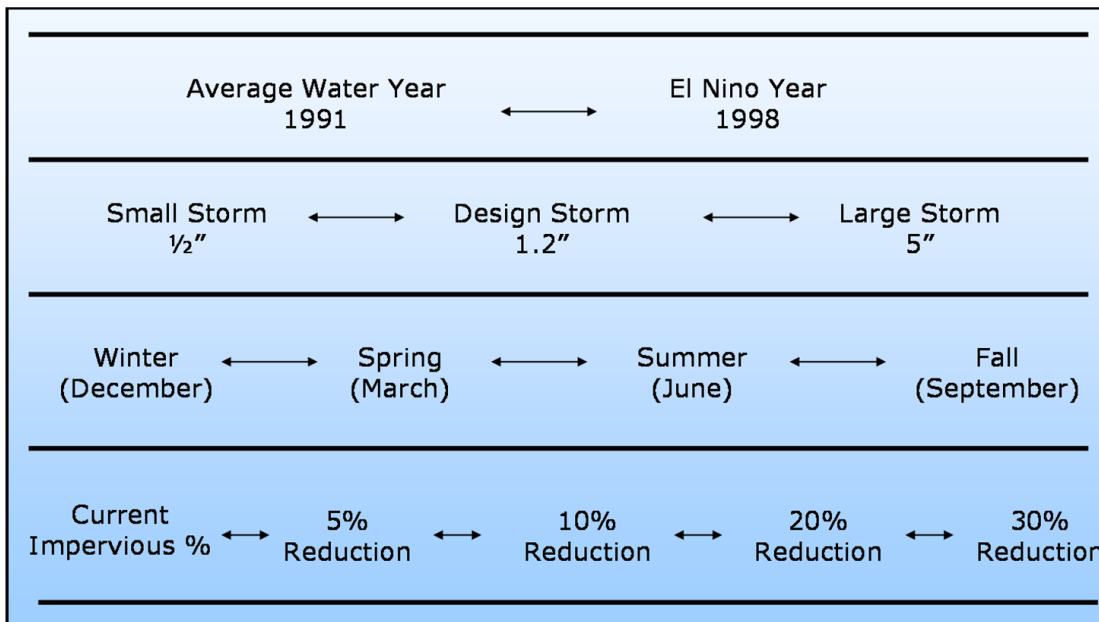 Average Water Year
1991
El Nino Year
1998
Small Storm
½”
Design Storm
1.2”
Large Storm
5”
Winter
(December)
Spring
(March)
Summer
(June)
Fall
(September)
Current
Impervious %
5%
Reduction
10%
Reduction
20%
Reduction
30%
Reduction